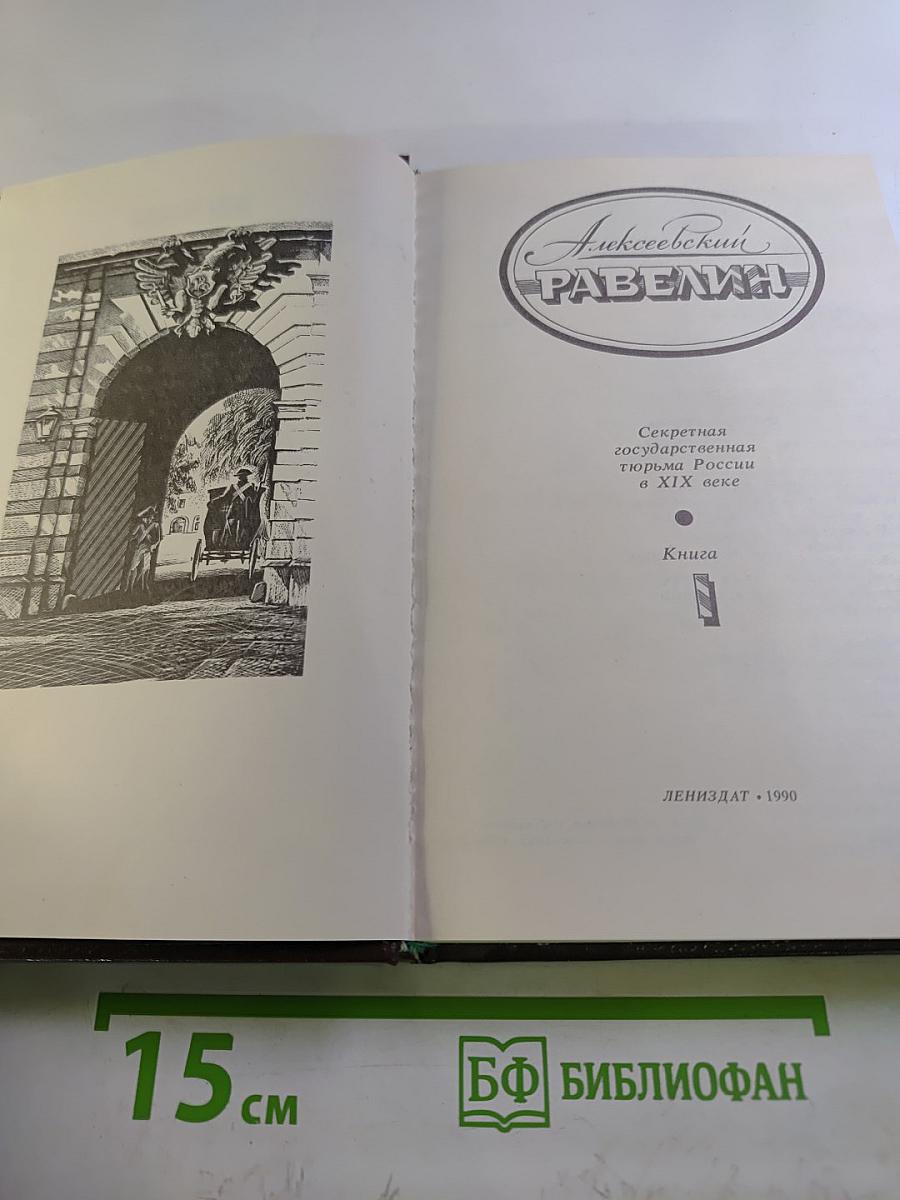 Алексеевский
РАВЕЛИН
Секретная
государственная
тюрьма России
в XIX веке
Книга
1
ЛЕНИЗДАТ • 1990
15 см
БФ БИБЛИОФАН